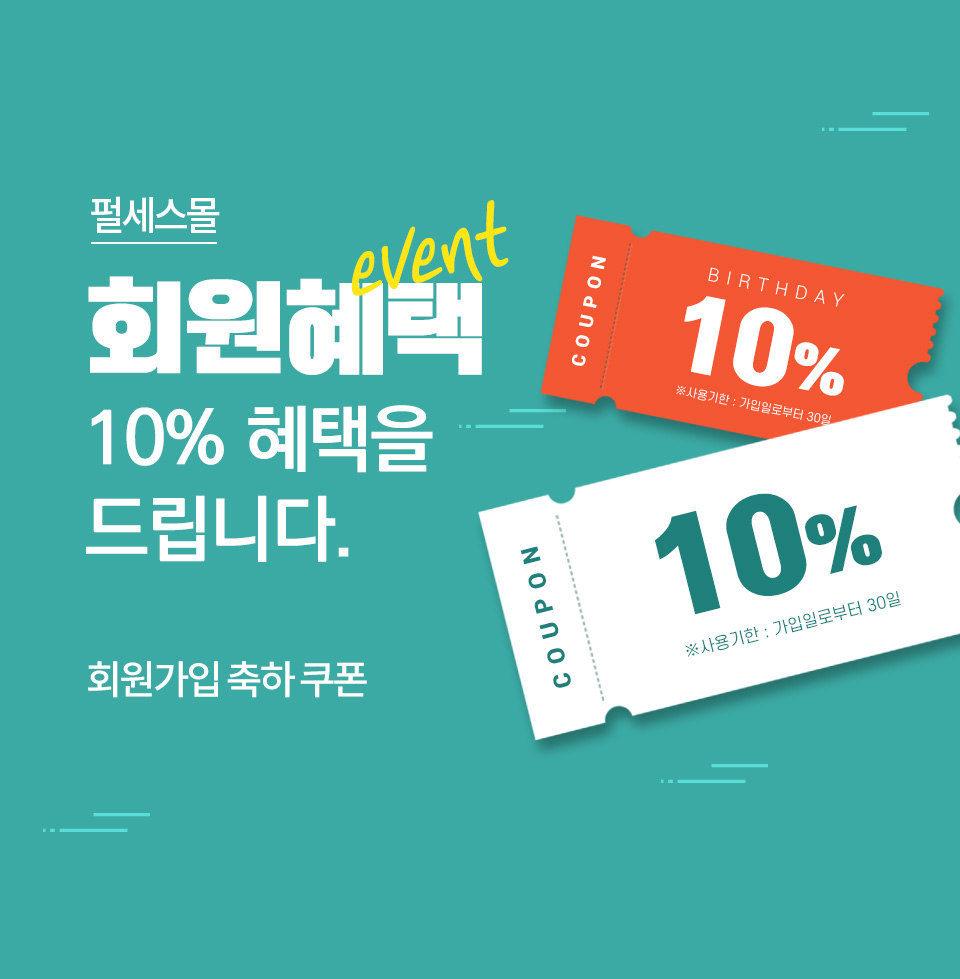 펄세스몰
event
회원혜택
10% 혜택을
드립니다.
회원가입 축하 쿠폰
COUPON
BIRTHDAY
10%
※사용기한 : 가입일로부터 30일
COUPON
10%
※사용기한 : 가입일로부터 30일